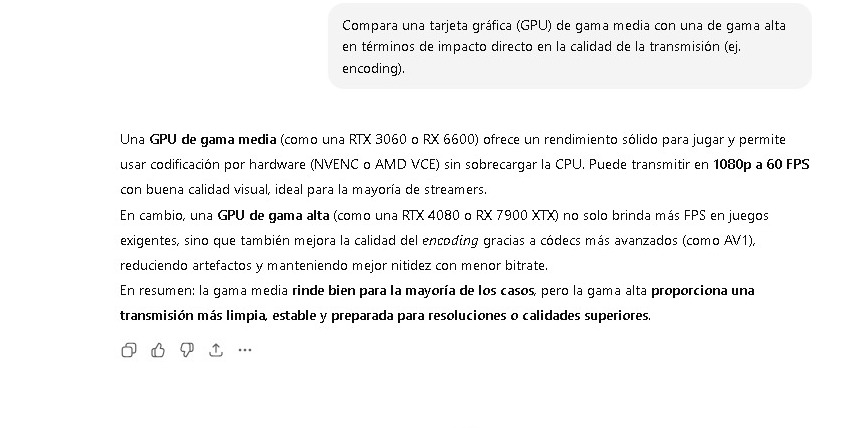 Compara una tarjeta gráfica (GPU) de gama media con una de gama alta
en términos de impacto directo en la calidad de la transmisión (ej.
encoding).
Una GPU de gama media (como una RTX 3060 o RX 6600) ofrece un rendimiento sólido para jugar y permite
usar codificación por hardware (NVENC o AMD VCE) sin sobrecargar la CPU. Puede transmitir en 1080p a 60 FPS
con buena calidad visual, ideal para la mayoría de streamers.
En cambio, una GPU de gama alta (como una RTX 4080 o RX 7900 XTX) no solo brinda más FPS en juegos
exigentes, sino que también mejora la calidad del encoding gracias a códecs más avanzados (como AV1),
reduciendo artefactos y manteniendo mejor nitidez con menor bitrate.
En resumen: la gama media rinde bien para la mayoría de los casos, pero la gama alta proporciona una
transmisión más limpia, estable y preparada para resoluciones o calidades superiores.